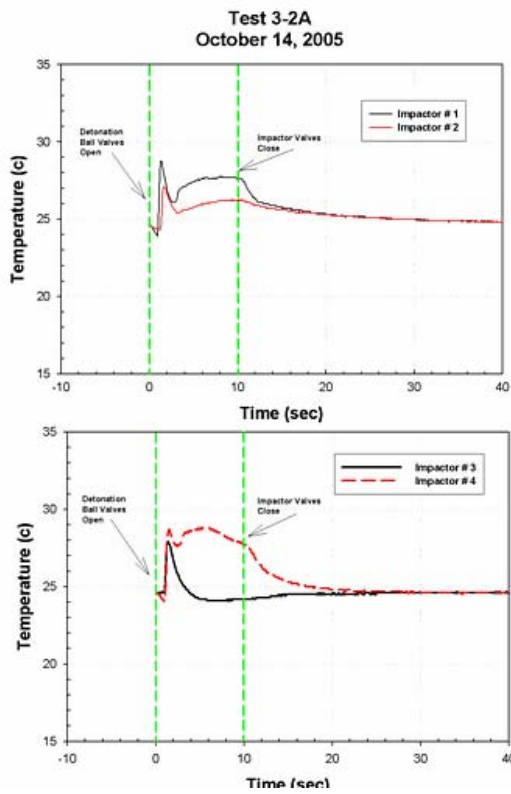 Test 3-2A
October 14, 2005
35
30
25
20
15
Temperature (c)
Detonation
Ball Valves
Open
Impactor Valves
Close
Impactor # 1
Impactor # 2
-10 0 10 20 30 40
Time (sec)
35
30
25
20
15
Temperature (c)
Detonation
Ball Valves
Open
Impactor Valves
Close
Impactor # 3
Impactor # 4
-10 0 10 20 30 40
Time (sec)